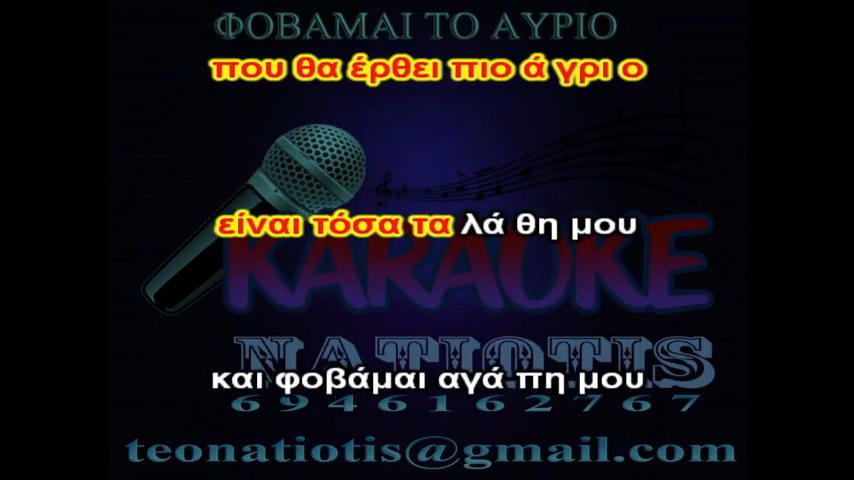 ΦΟΒΑΜΑΙ ΤΟ ΑΥΡΙΟ
που θα έρθει πιο ά γρι ο
είναι τόσα τα λά θη μου
KARAOKE
NATIOTIS
και φοβάμαι αγά πη μου
6946162767
teonatiotis@gmail.com